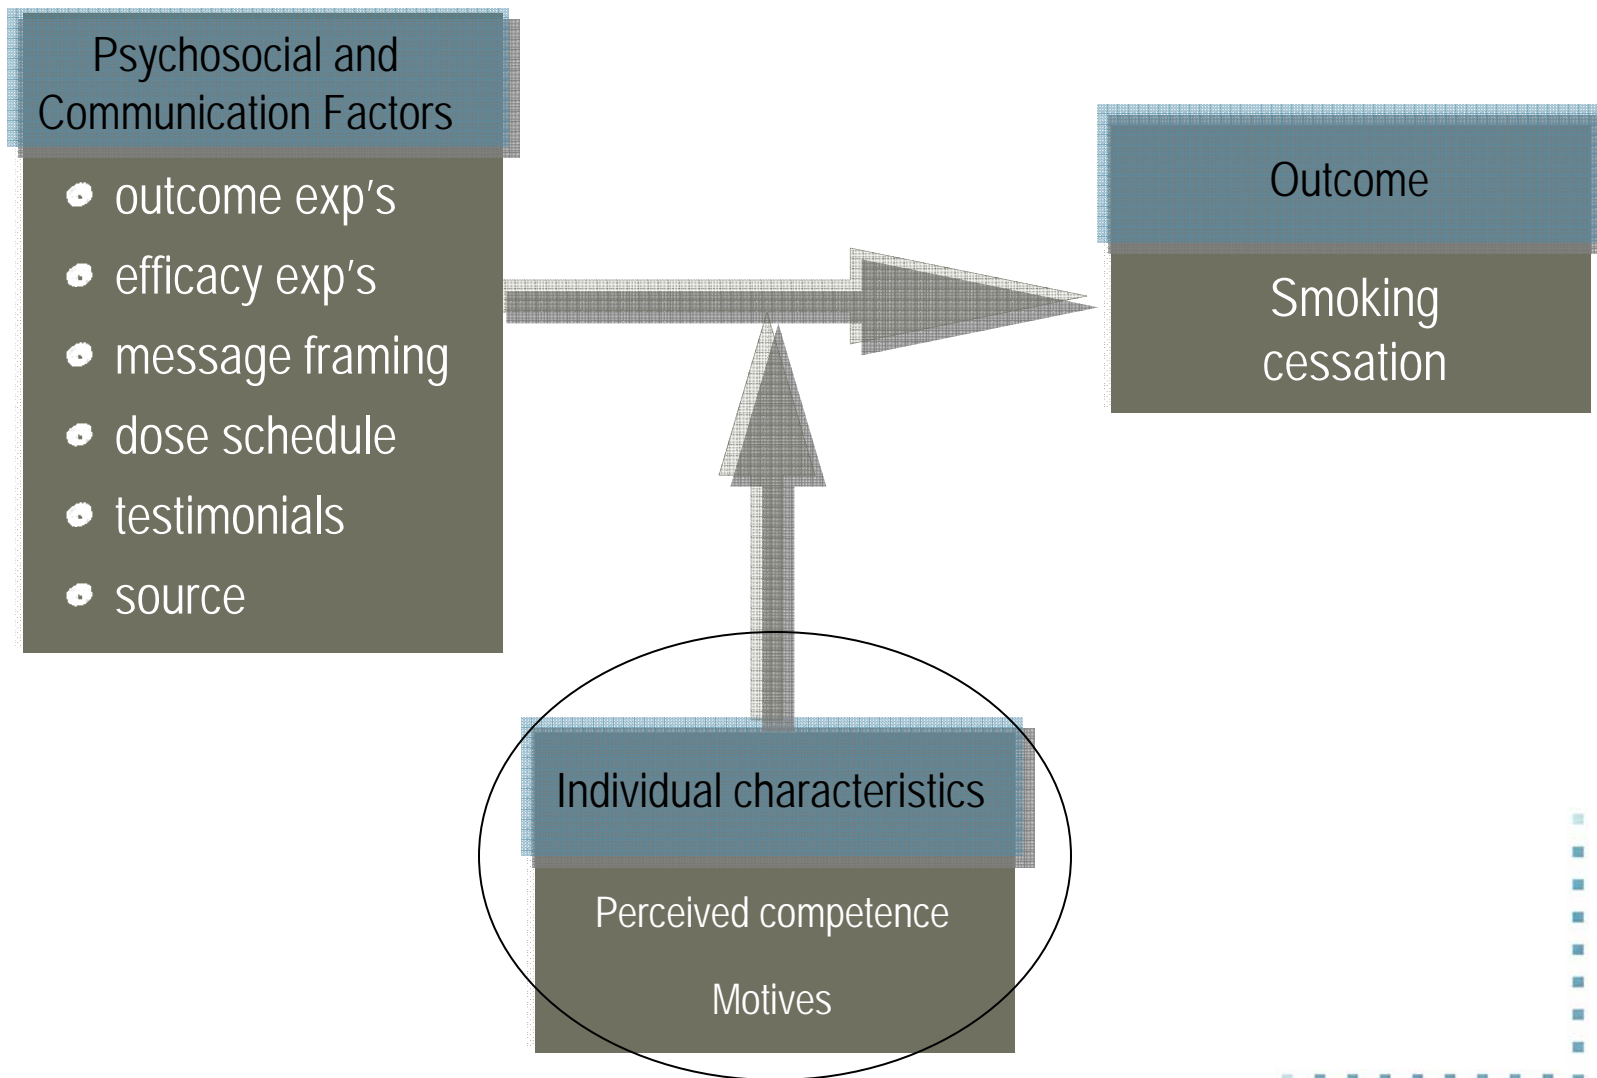 Psychosocial and
Communication Factors
outcome exp's
efficacy exp's
message framing
dose schedule
testimonials
source
Outcome
Smoking
cessation
Individual characteristics
Perceived competence
Motives